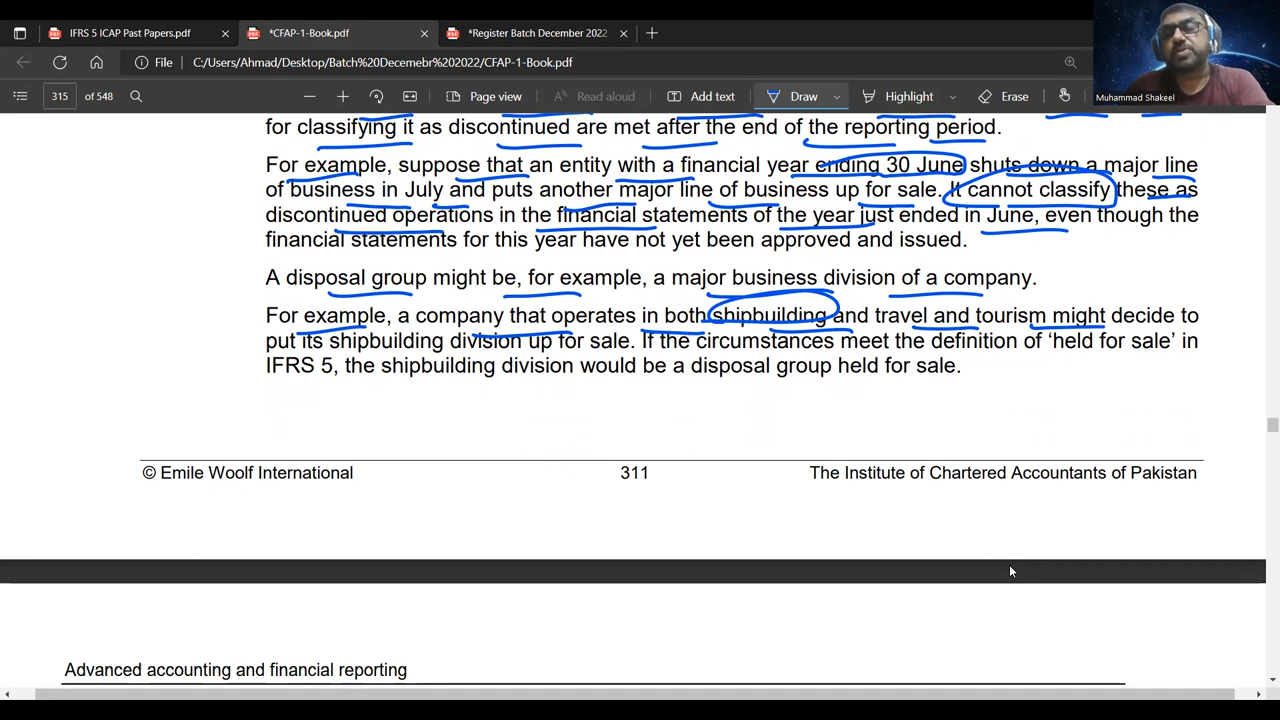 IFRS 5 ICAP Past Papers.pdf
*CFAP-1-Book.pdf
*Register Batch December 2022
File
C:/Users/Ahmad/Desktop/Batch%20Decemebr%202022/CFAP-1-Book.pdf
315 of 548
Page view
Read aloud
Add text
Draw
Highlight
Erase
Muhammad Shakeel
for classifying it as discontinued are met after the end of the reporting period.
For example, suppose that an entity with a financial year ending 30 June shuts down a major line
of business in July and puts another major line of business up for sale. It cannot classify these as
discontinued operations in the financial statements of the year just ended in June, even though the
financial statements for this year have not yet been approved and issued.
A disposal group might be, for example, a major business division of a company.
For example, a company that operates in both shipbuilding and travel and tourism might decide to
put its shipbuilding division up for sale. If the circumstances meet the definition of ‘held for sale’ in
IFRS 5, the shipbuilding division would be a disposal group held for sale.
© Emile Woolf International
311
The Institute of Chartered Accountants of Pakistan
Advanced accounting and financial reporting